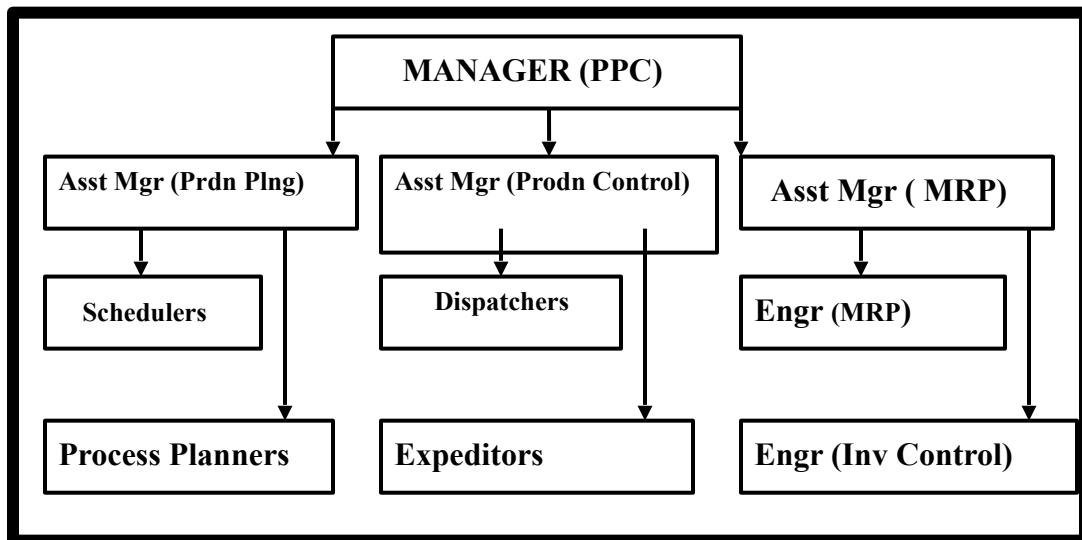 MANAGER (PPC)
Asst Mgr (Prdn Plng)
Asst Mgr (Prodn Control)
Asst Mgr ( MRP)
Schedulers
Dispatchers
Engr (MRP)
Process Planners
Expeditors
Engr (Inv Control)